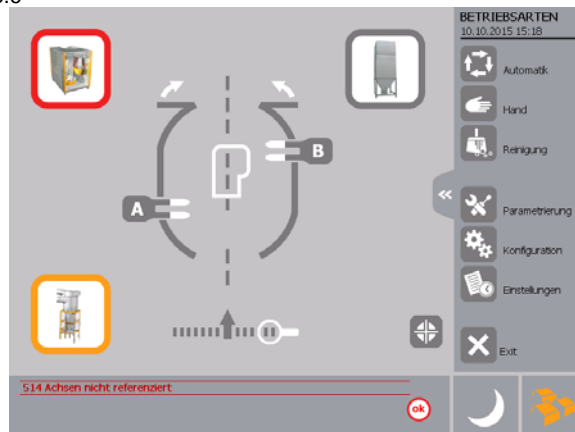 BETRIEBSARTEN
10.10.2015 15:18
Automatik
Hand
Reinigung
B
«
A
Parametrierung
Konfiguration
Einstellungen
Exit
514 Achsen nicht referenziert
ok